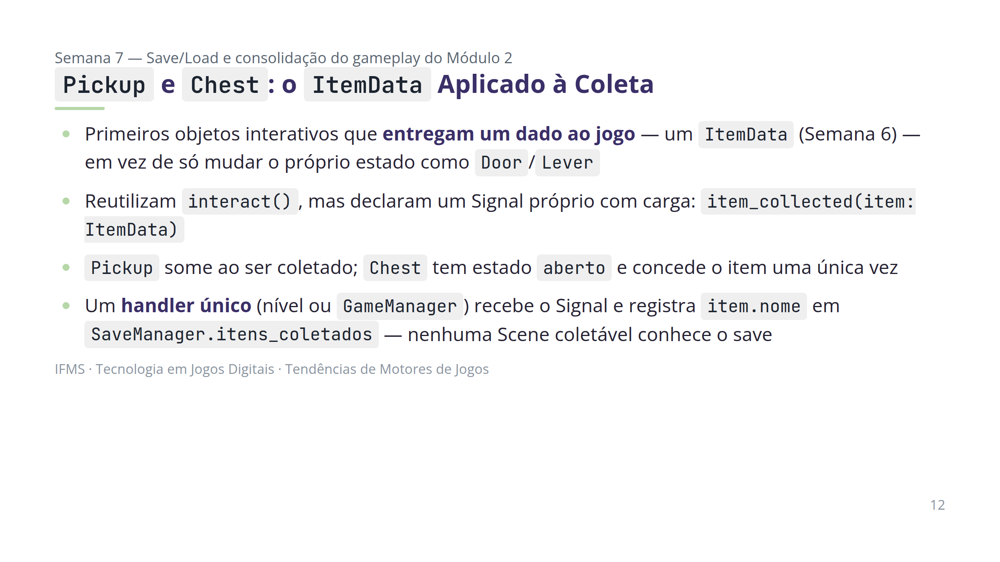 Semana 7 — Save/Load e consolidação do gameplay do Módulo 2
Pickup e Chest: o ItemData Aplicado à Coleta
Primeiros objetos interativos que entregam um dado ao jogo — um ItemData (Semana 6) —
em vez de só mudar o próprio estado como Door/Lever
Reutilizam interact(), mas declaram um Signal próprio com carga: item_collected(item:
ItemData)
Pickup some ao ser coletado; Chest tem estado aberto e concede o item uma única vez
Um handler único (nível ou GameManager) recebe o Signal e registra item.nome em
SaveManager.itens_coletados — nenhuma Scene coletável conhece o save
IFMS · Tecnologia em Jogos Digitais · Tendências de Motores de Jogos
12